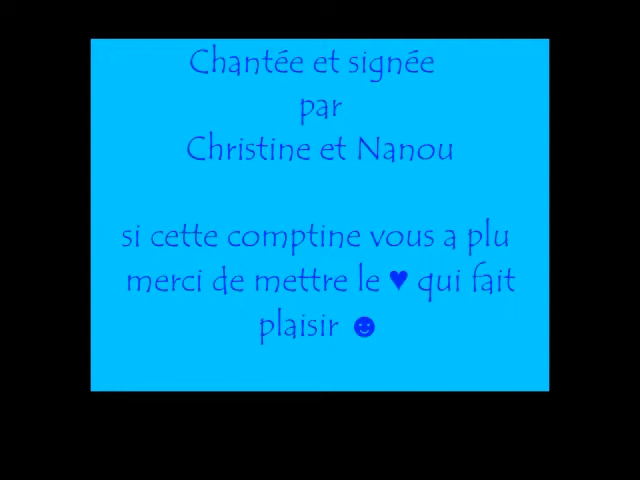 Chantée et signée
par
Christine et Nanou
si cette comptine vous a plu
merci de mettre le ♥ qui fait
plaisir ☻